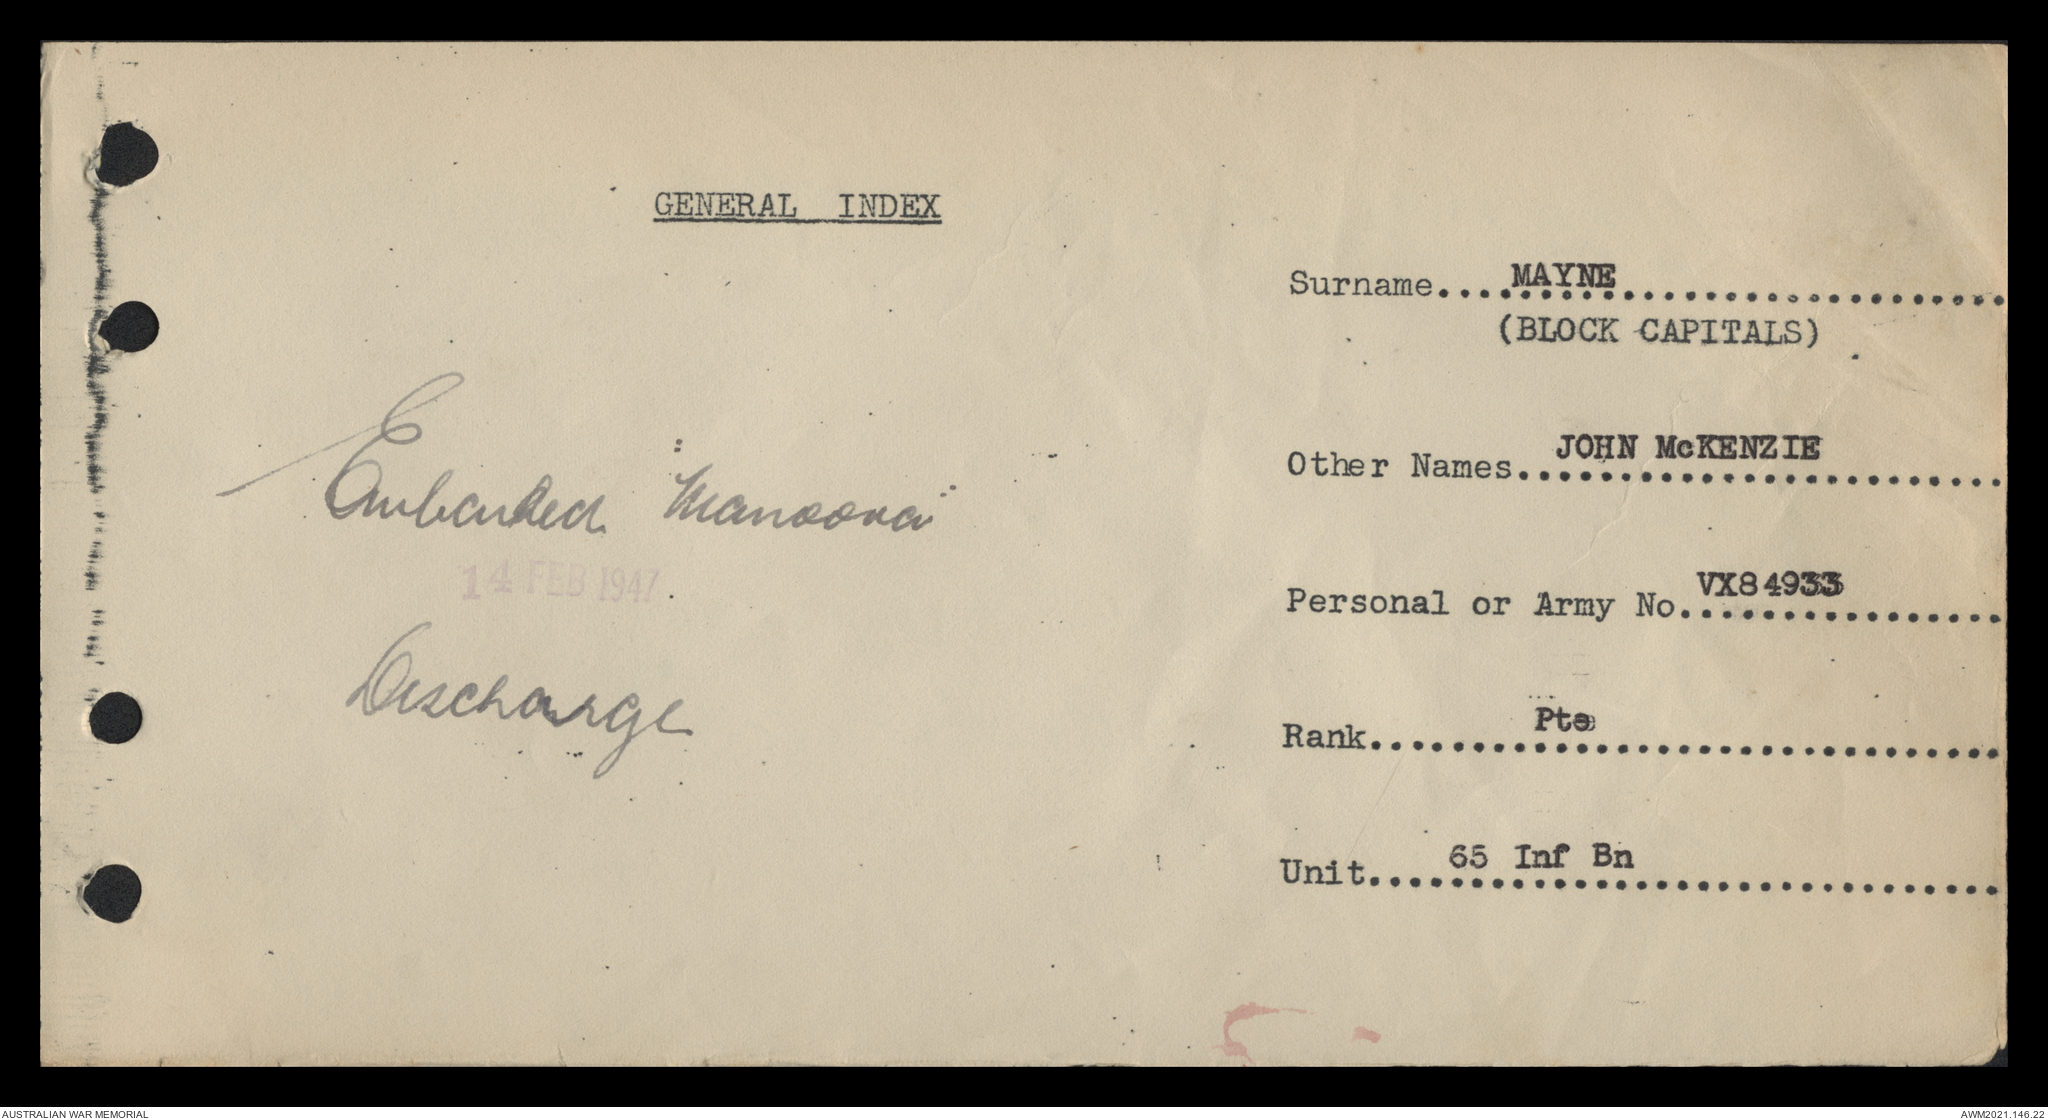 GENERAL INDEX
Surname....MAYNE....................
(BLOCK CAPITALS)
Other Names..JOHN McKENZIE..........
Personal or Army No. VX84933........
Rank........Pte.....................
Unit....65 Inf Bn...................
Embarked "Manoora"
14 FEB 1947
Discharge
AUSTRALIAN WAR MEMORIAL
AWM2021.146.22